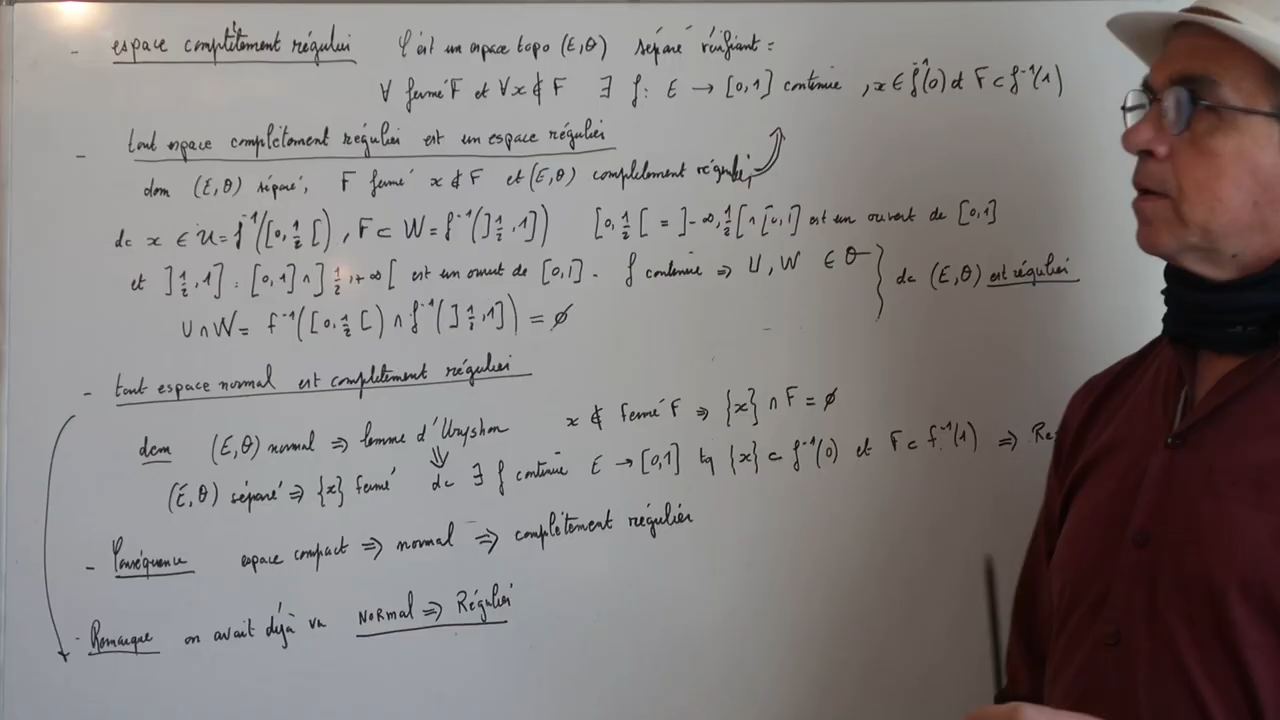 - espace complètement régulier C'est un espace topo (E,Θ) séparé vérifiant :
∀ fermé F et ∀x ∉ F ∃ f : E → [0,1] continue , x ∈ f⁻¹(0) et F ⊂ f⁻¹(1)
- tout espace complètement régulier est un espace régulier
dem (E,Θ) séparé, F fermé x ∉ F et (E,Θ) complètement régulier,
dc x ∈ U = f⁻¹([0,½[) , F ⊂ W = f⁻¹(]½,1]) [0,½[ = ]-∞,½[ ∩ [0,1] est un ouvert de [0,1]
et ]½,1] = [0,1] ∩ ]½,+∞[ est un ouvert de [0,1]. f continue ⇒ U, W ∈ Θ } dc (E,Θ) est régulier
U ∩ W = f⁻¹([0,½[) ∩ f⁻¹(]½,1]) = ∅
- tout espace normal est complètement régulier
dem (E,Θ) normal ⇒ lemme d'Urysohn x ∉ fermé F ⇒ {x} ∩ F = ∅
(E,Θ) séparé ⇒ {x} fermé dc ∃ f continue E → [0,1] tq {x} ⊂ f⁻¹(0) et F ⊂ f⁻¹(1) ⇒
- Conséquence espace compact ⇒ normal ⇒ complètement régulier
- Remarque on avait déjà vu NORMAL ⇒ Régulier